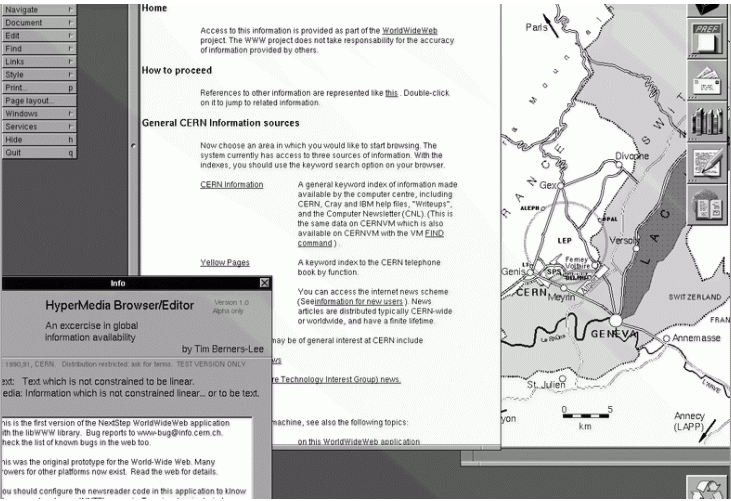 Navigate
Document
Edit
Find
Links
Style
Print... p
Page layout...
Windows
Services
Hide h
Quit q
Home
Access to this information is provided as part of the WorldWideWeb
project. The WWW project does not take responsibility for the accuracy
of information provided by others.
How to proceed
References to other information are represented like this . Double-click
on it to jump to related information.
General CERN Information sources
Now choose an area in which you would like to start browsing. The
system currently has access to three sources of information. With the
indexes, you should use the keyword search option on your browser.
CERN Information
A general keyword index of information made
available by the computer centre, including
CERN, Cray and IBM help files, "Writeups",
and the Computer Newsletter (CNL). (This is
the same data on CERNVM which is also
available on CERNVM with the VM FIND
command ) .
Yellow Pages
A keyword index to the CERN telephone
book by function.
You can access the internet news scheme
(Seeinformation for new users ). News
articles are distributed typically CERN-wide
or worldwide, and have a finite lifetime.
may be of general interest at CERN include
ws
re Technology Interest Group) news.
machine, see also the following topics:
on this WorldWideWeb application
Info
HyperMedia Browser/Editor
Version 1.0
Alpha only
An excercise in global
information availability
by Tim Berners-Lee
1990,91, CERN. Distribution restricted: ask for terms. TEST VERSION ONLY
ext: Text which is not constrained to be linear.
edia: Information which is not constrained linear... or to be text.
his is the first version of the NextStep WorldWideWeb application
ith the libWWW library. Bug reports to www-bug@info.cern.ch.
heck the list of known bugs in the web too.
his was the original prototype for the World-Wide Web. Many
rowers for other platforms now exist. Read the web for details.
ou should configure the newsreader code in this application to know
Paris
PREF
FRANCE
SWIT
Divonne
Gex
ALEPH
OPAL
LEP
Versoix
LAC
L3
Ferney
Voltaire
Genis
SPS
DELPHI
CERN
Meyrin
SWITZERLAND
FRAN
GENEVA
Annemasse
Le Rhône
St. Julien
L'ARVE
0 5
km
yon
Annecy
(LAPP)